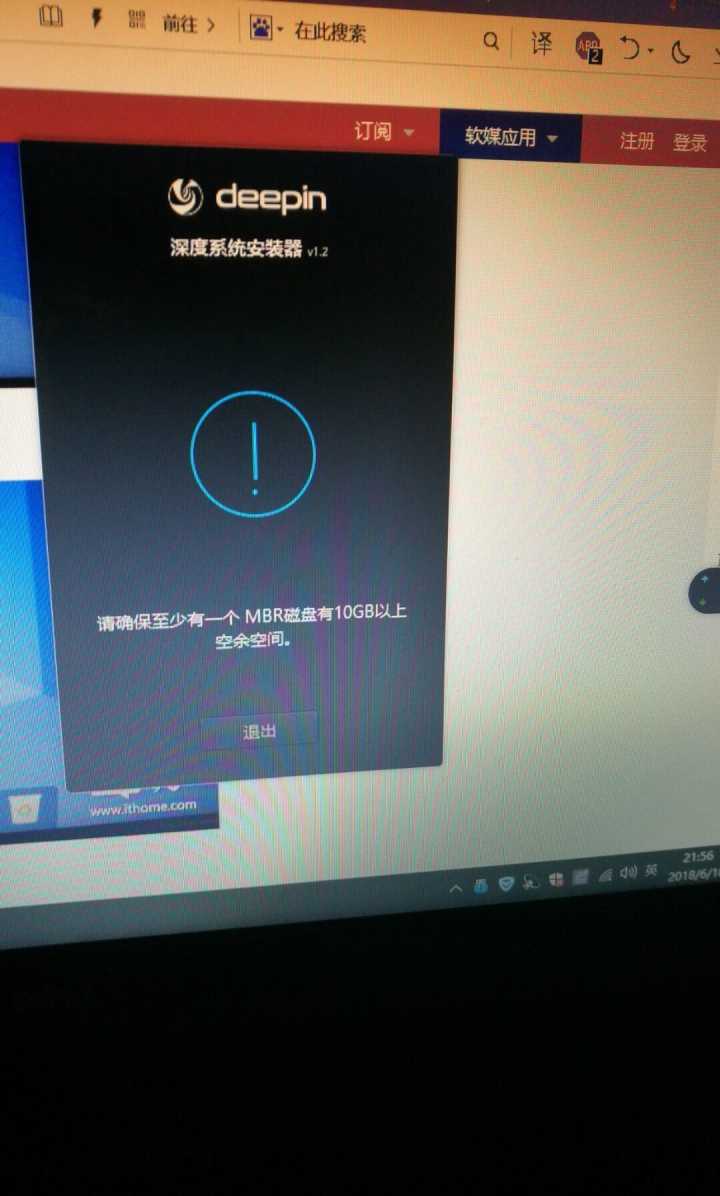 前往
在此搜索
译
ABP
2
订阅
软媒应用
注册 登录
deepin
深度系统安装器 v1.2
请确保至少有一个 MBR磁盘有10GB以上
空余空间。
退出
www.ithome.com
英
21:56